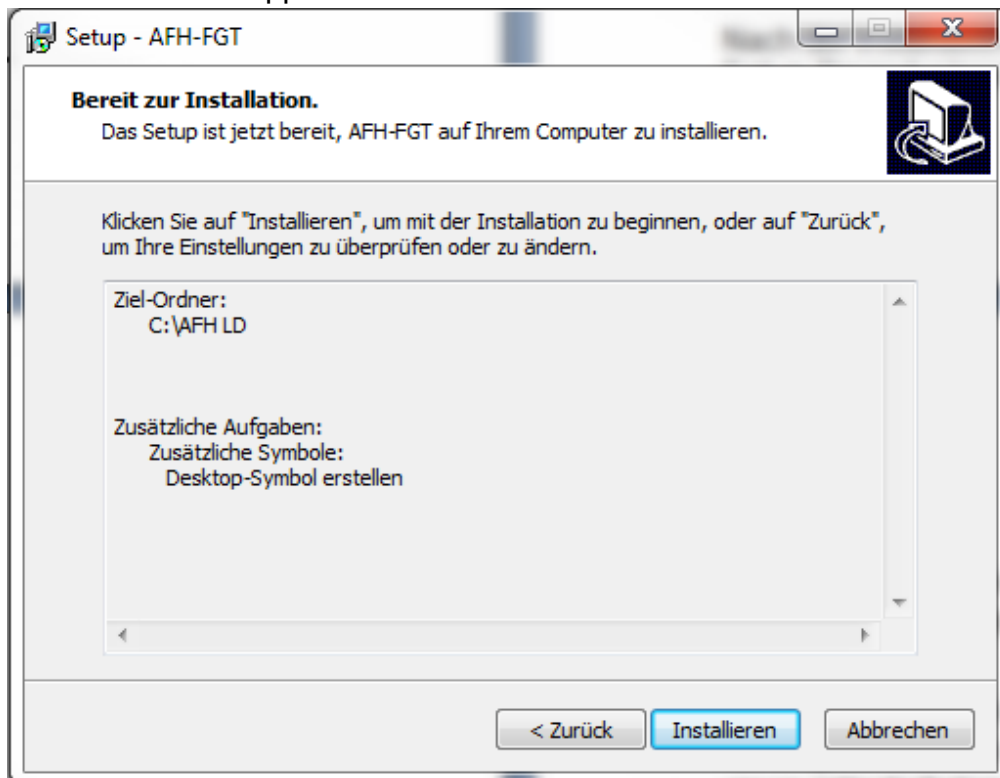 Setup - AFH-FGT
Bereit zur Installation.
Das Setup ist jetzt bereit, AFH-FGT auf Ihrem Computer zu installieren.
Klicken Sie auf "Installieren", um mit der Installation zu beginnen, oder auf "Zurück",
um Ihre Einstellungen zu überprüfen oder zu ändern.
Ziel-Ordner:
C:\AFH LD
Zusätzliche Aufgaben:
Zusätzliche Symbole:
Desktop-Symbol erstellen
< Zurück
Installieren
Abbrechen